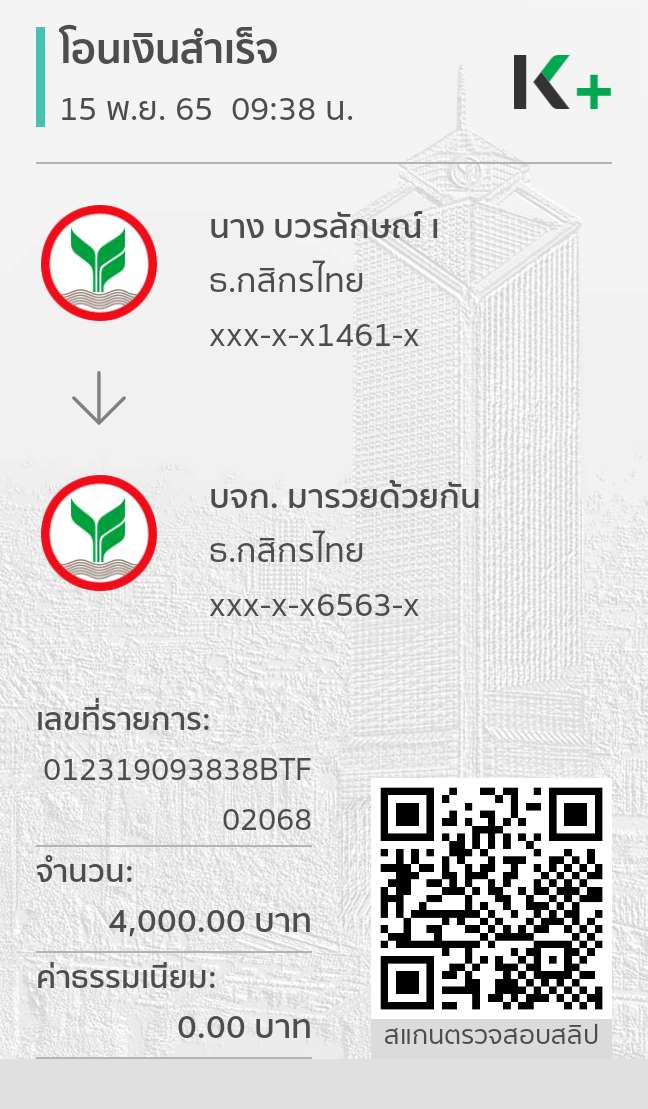 โอนเงินสำเร็จ
15 พ.ย. 65 09:38 น.
K+
นาง บวรลักษณ์ เ
ธ.กสิกรไทย
xxx-x-x1461-x
บจก. มารวยด้วยกัน
ธ.กสิกรไทย
xxx-x-x6563-x
เลขที่รายการ:
012319093838BTF
02068
จำนวน:
4,000.00 บาท
ค่าธรรมเนียม:
0.00 บาท
สแกนตรวจสอบสลิป